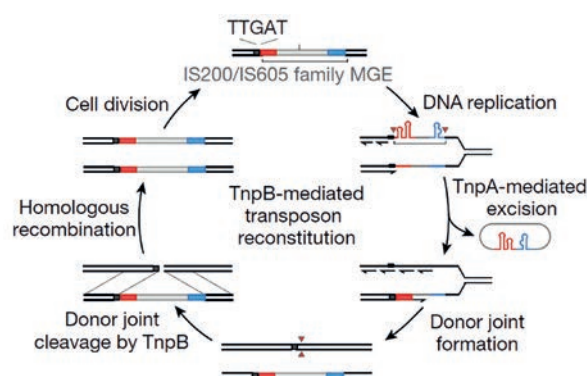 TTGAT
IS200/IS605 family MGE
Cell division
DNA replication
TnpB-mediated
transposon
reconstitution
TnpA-mediated
excision
Homologous
recombination
Donor joint
cleavage by TnpB
Donor joint
formation